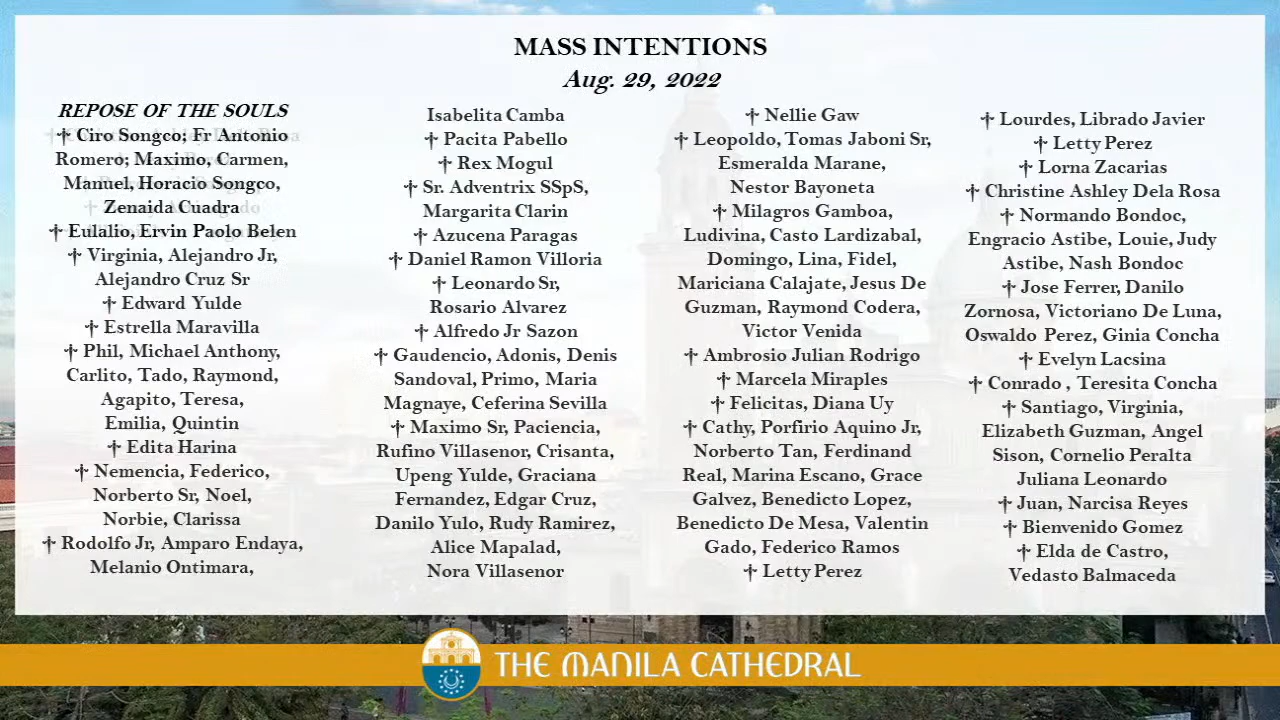 MASS INTENTIONS
Aug. 29, 2022
REPOSE OF THE SOULS
✝ Ciro Songco; Fr Antonio
Romero; Maximo, Carmen,
Manuel, Horacio Songco,
Zenaida Cuadra
✝ Eulalio, Ervin Paolo Belen
✝ Virginia, Alejandro Jr,
Alejandro Cruz Sr
✝ Edward Yulde
✝ Estrella Maravilla
✝ Phil, Michael Anthony,
Carlito, Tado, Raymond,
Agapito, Teresa,
Emilia, Quintin
✝ Edita Harina
✝ Nemencia, Federico,
Norberto Sr, Noel,
Norbie, Clarissa
✝ Rodolfo Jr, Amparo Endaya,
Melanio Ontimara,
Isabelita Camba
✝ Pacita Pabello
✝ Rex Mogul
✝ Sr. Adventrix SSpS,
Margarita Clarin
✝ Azucena Paragas
✝ Daniel Ramon Villoria
✝ Leonardo Sr,
Rosario Alvarez
✝ Alfredo Jr Sazon
✝ Gaudencio, Adonis, Denis
Sandoval, Primo, Maria
Magnaye, Ceferina Sevilla
✝ Maximo Sr, Paciencia,
Rufino Villasenor, Crisanta,
Upeng Yulde, Graciana
Fernandez, Edgar Cruz,
Danilo Yulo, Rudy Ramirez,
Alice Mapalad,
Nora Villasenor
✝ Nellie Gaw
✝ Leopoldo, Tomas Jaboni Sr,
Esmeralda Marane,
Nestor Bayoneta
✝ Milagros Gamboa,
Ludivina, Casto Lardizabal,
Domingo, Lina, Fidel,
Mariciana Calajate, Jesus De
Guzman, Raymond Codera,
Victor Venida
✝ Ambrosio Julian Rodrigo
✝ Marcela Miraples
✝ Felicitas, Diana Uy
✝ Cathy, Porfirio Aquino Jr,
Norberto Tan, Ferdinand
Real, Marina Escano, Grace
Galvez, Benedicto Lopez,
Benedicto De Mesa, Valentin
Gado, Federico Ramos
✝ Letty Perez
✝ Lourdes, Librado Javier
✝ Letty Perez
✝ Lorna Zacarias
✝ Christine Ashley Dela Rosa
✝ Normando Bondoc,
Engracio Astibe, Louie, Judy
Astibe, Nash Bondoc
✝ Jose Ferrer, Danilo
Zornosa, Victoriano De Luna,
Oswaldo Perez, Ginia Concha
✝ Evelyn Lacsina
✝ Conrado , Teresita Concha
✝ Santiago, Virginia,
Elizabeth Guzman, Angel
Sison, Cornelio Peralta
Juliana Leonardo
✝ Juan, Narcisa Reyes
✝ Bienvenido Gomez
✝ Elda de Castro,
Vedasto Balmaceda
THE MANILA CATHEDRAL